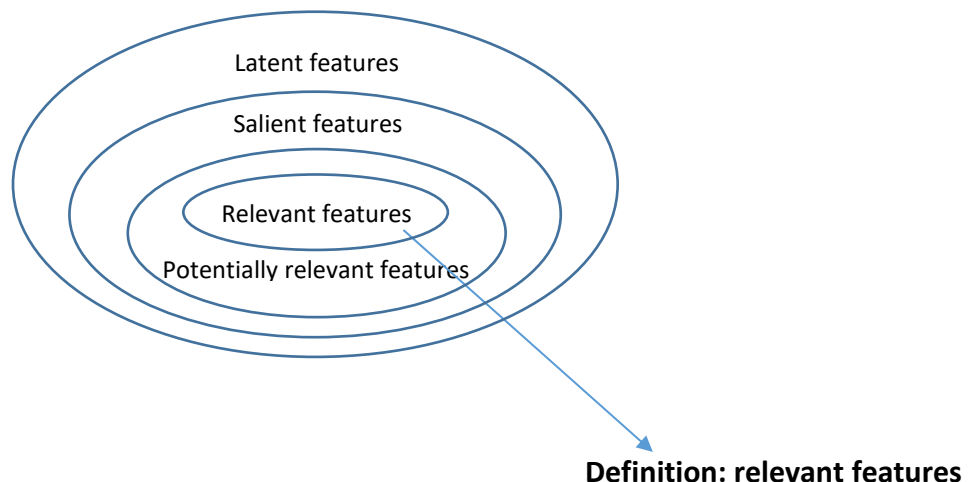 Latent features
Salient features
Relevant features
Potentially relevant features
Definition: relevant features